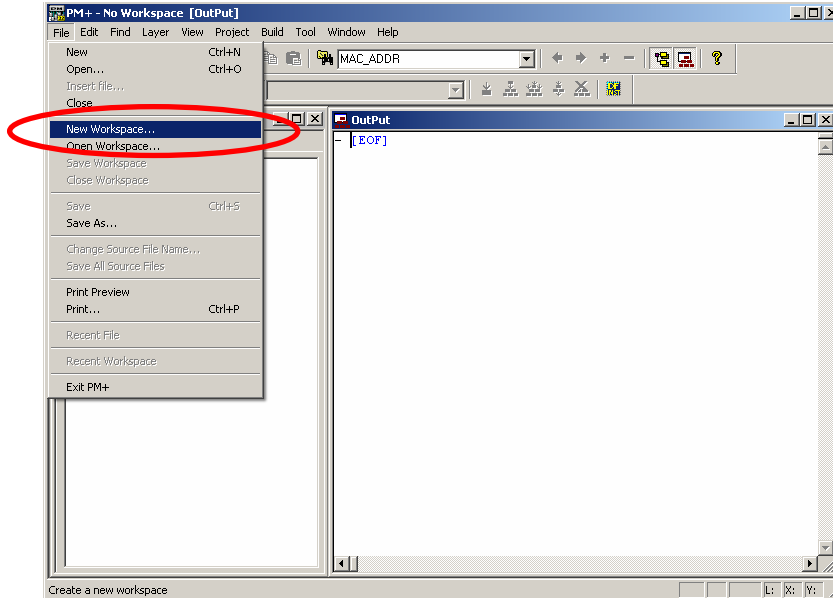 PM+ - No Workspace [OutPut]
File Edit Find Layer View Project Build Tool Window Help
New Ctrl+N
Open... Ctrl+O
Insert file...
Close
New Workspace...
Open Workspace...
Save Workspace
Close Workspace
Save Ctrl+S
Save As...
Change Source File Name...
Save All Source Files
Print Preview
Print... Ctrl+P
Recent File
Recent Workspace
Exit PM+
MAC_ADDR
OutPut
[EOF]
Create a new workspace
L: X: Y: